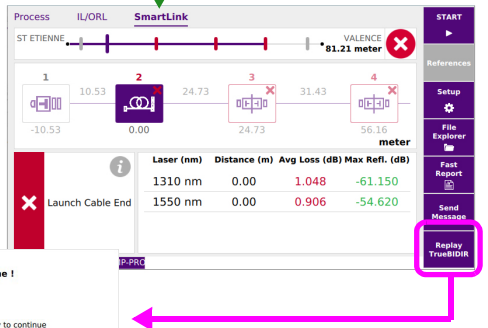 Process IL/ORL SmartLink
START
ST ETIENNE
VALENCE
81.21 meter
References
1 2 3 4
10.53 24.73 31.43
Setup
-10.53 0.00 24.73 56.16
meter
File
Explorer
Fast
Report
Laser (nm) Distance (m) Avg Loss (dB) Max Refl. (dB)
i
1310 nm 0.00 1.048 -61.150
Launch Cable End
1550 nm 0.00 0.906 -54.620
Send
Message
Replay
TrueBIDIR
P-PRO
e !
to continue